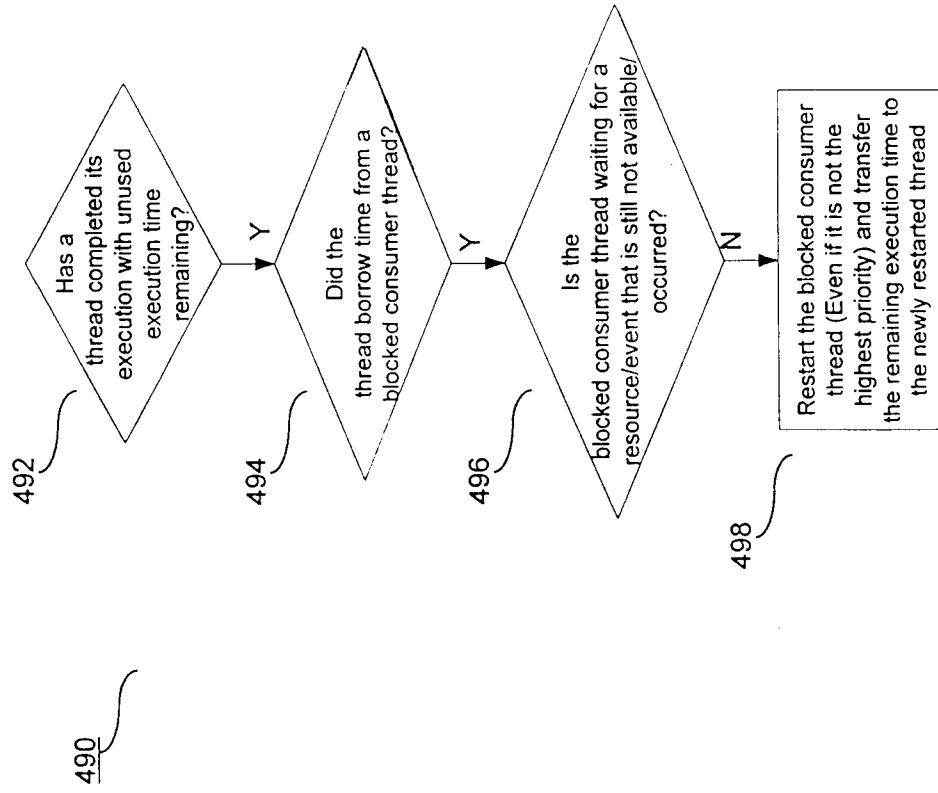 490
492
Has a
thread completed its
execution with unused
execution time
remaining?
Y
494
Did the
thread borrow time from a
blocked consumer thread?
Y
496
Is the
blocked consumer thread waiting for a
resource/event that is still not available/
occurred?
N
498
Restart the blocked consumer
thread (Even if it is not the
highest priority) and transfer
the remaining execution time to
the newly restarted thread